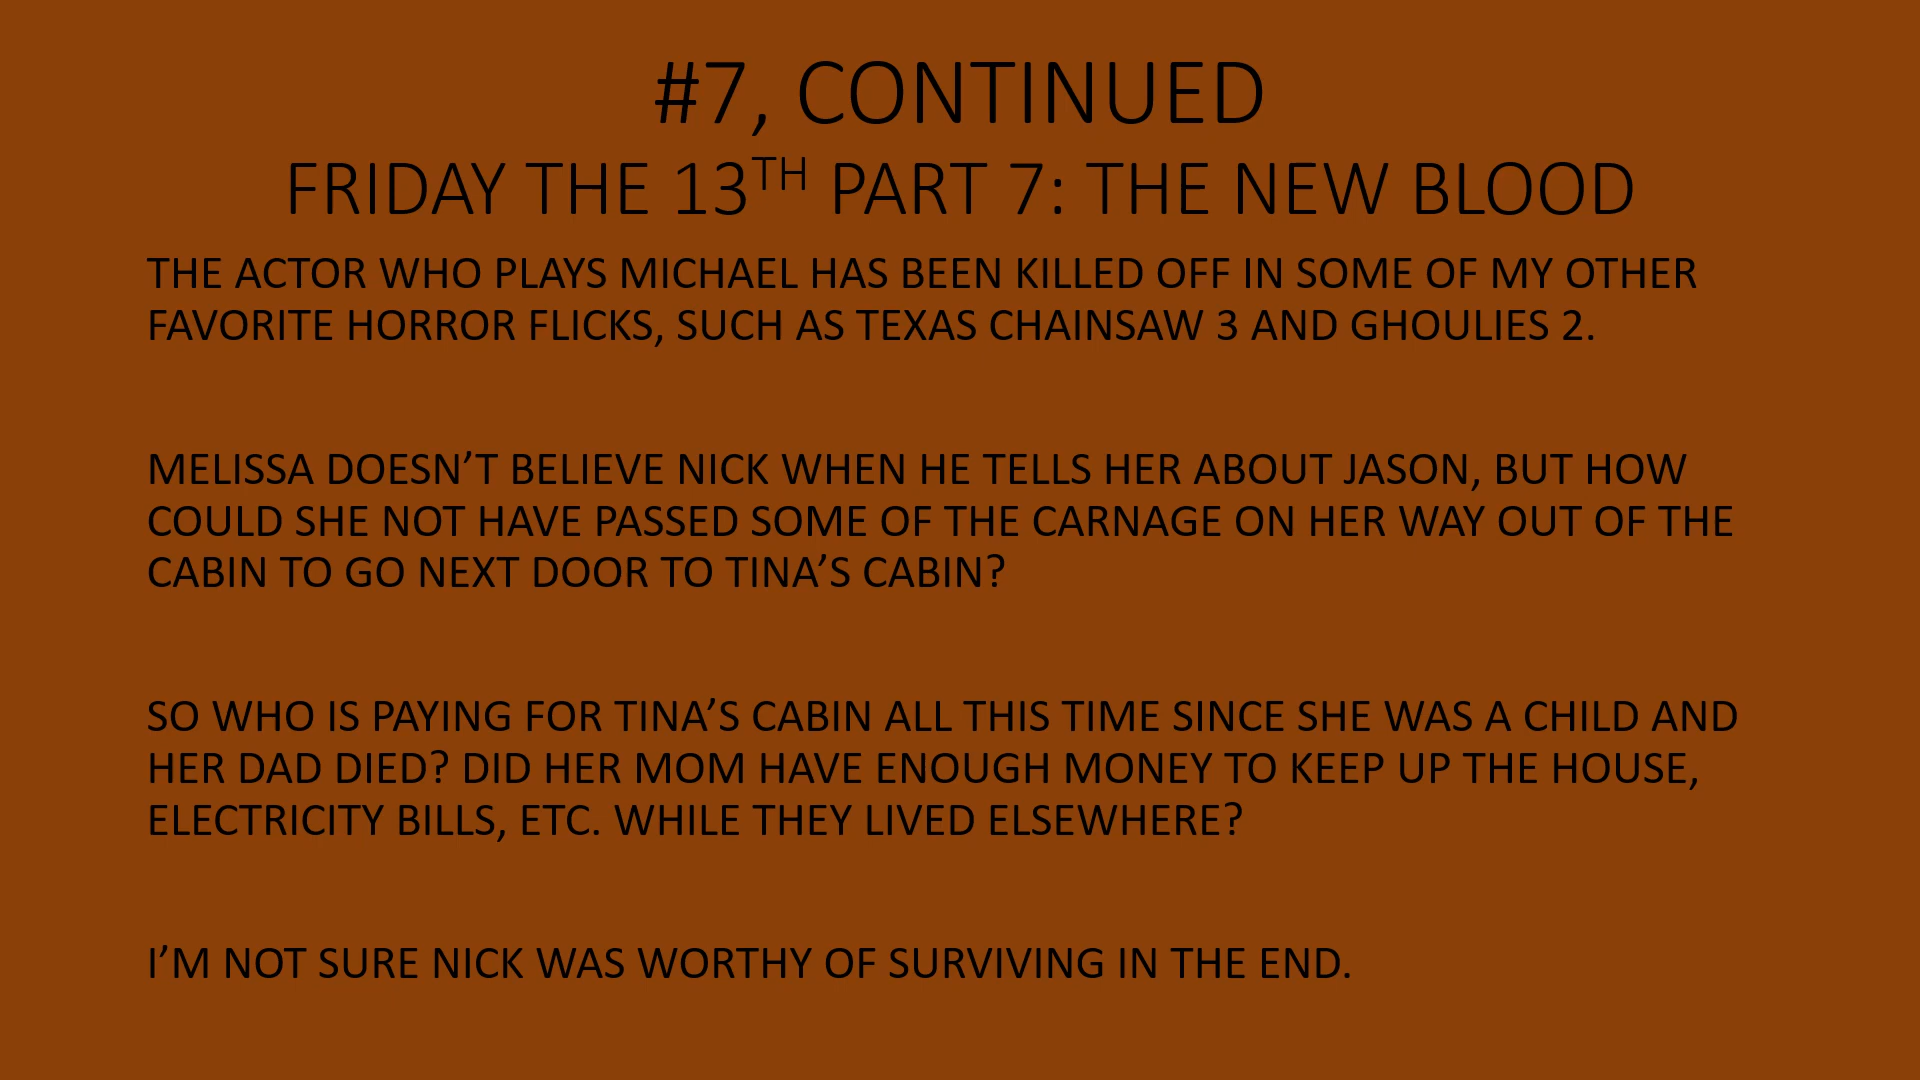 #7, CONTINUED
FRIDAY THE 13TH PART 7: THE NEW BLOOD
THE ACTOR WHO PLAYS MICHAEL HAS BEEN KILLED OFF IN SOME OF MY OTHER
FAVORITE HORROR FLICKS, SUCH AS TEXAS CHAINSAW 3 AND GHOULIES 2.
MELISSA DOESN’T BELIEVE NICK WHEN HE TELLS HER ABOUT JASON, BUT HOW
COULD SHE NOT HAVE PASSED SOME OF THE CARNAGE ON HER WAY OUT OF THE
CABIN TO GO NEXT DOOR TO TINA’S CABIN?
SO WHO IS PAYING FOR TINA’S CABIN ALL THIS TIME SINCE SHE WAS A CHILD AND
HER DAD DIED? DID HER MOM HAVE ENOUGH MONEY TO KEEP UP THE HOUSE,
ELECTRICITY BILLS, ETC. WHILE THEY LIVED ELSEWHERE?
I’M NOT SURE NICK WAS WORTHY OF SURVIVING IN THE END.